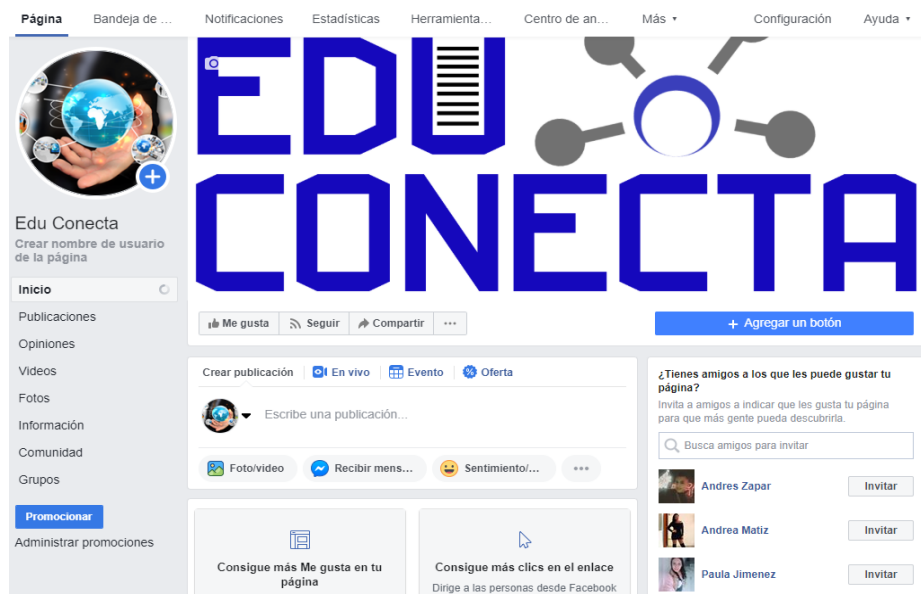 Página Bandeja de ... Notificaciones Estadísticas Herramienta... Centro de an... Más Configuración Ayuda
EDU
CONECTA
Edu Conecta
Crear nombre de usuario
de la página
Inicio
Publicaciones
Opiniones
Videos
Fotos
Información
Comunidad
Grupos
Promocionar
Administrar promociones
Me gusta Seguir Compartir ...
+ Agregar un botón
Crear publicación En vivo Evento Oferta
Escribe una publicación...
Foto/video Recibir mens... Sentimiento/... ...
Consigue más Me gusta en tu
página
Consigue más clics en el enlace
Dirige a las personas desde Facebook
¿Tienes amigos a los que les puede gustar tu
página?
Invita a amigos a indicar que les gusta tu página
para que más gente pueda descubrirla.
Busca amigos para invitar
Andres Zapar Invitar
Andrea Matiz Invitar
Paula Jimenez Invitar